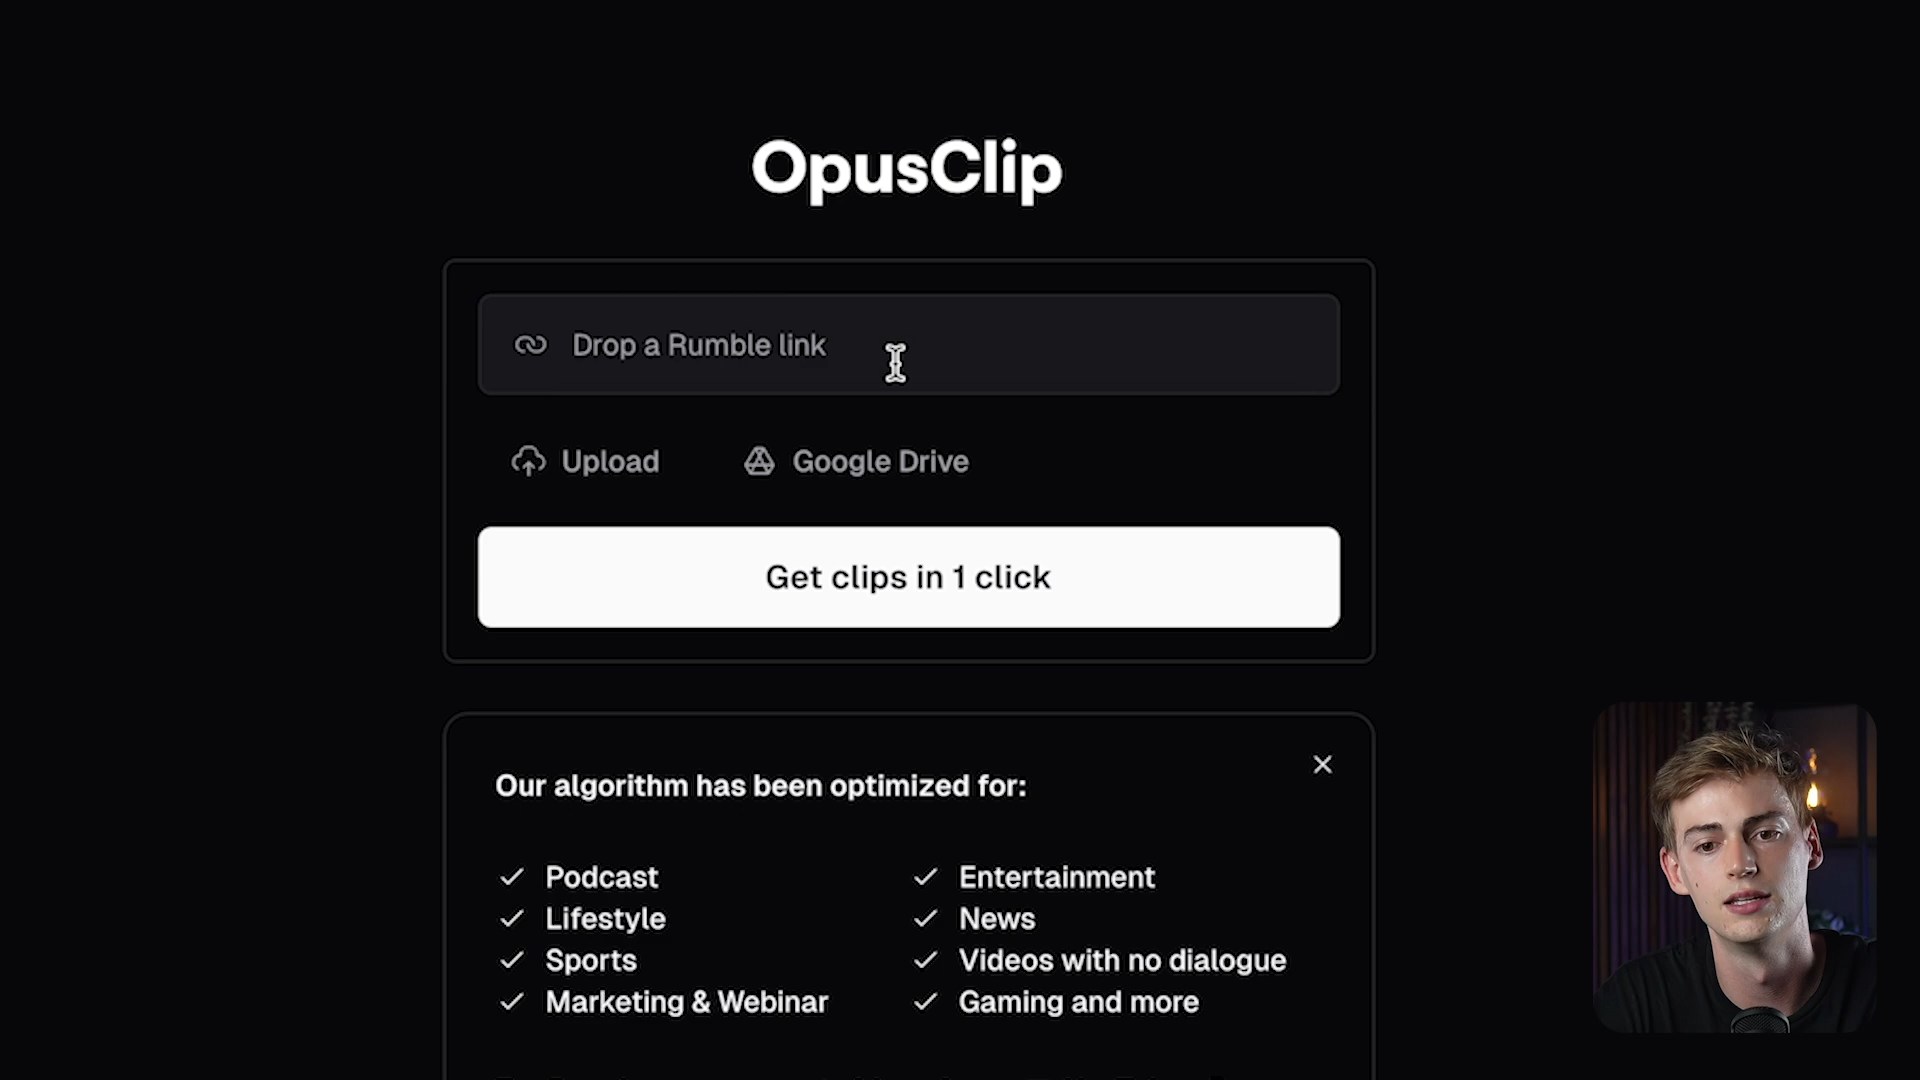 OpusClip
Drop a Rumble link
Upload
Google Drive
Get clips in 1 click
Our algorithm has been optimized for:
Podcast
Entertainment
Lifestyle
News
Sports
Videos with no dialogue
Marketing & Webinar
Gaming and more